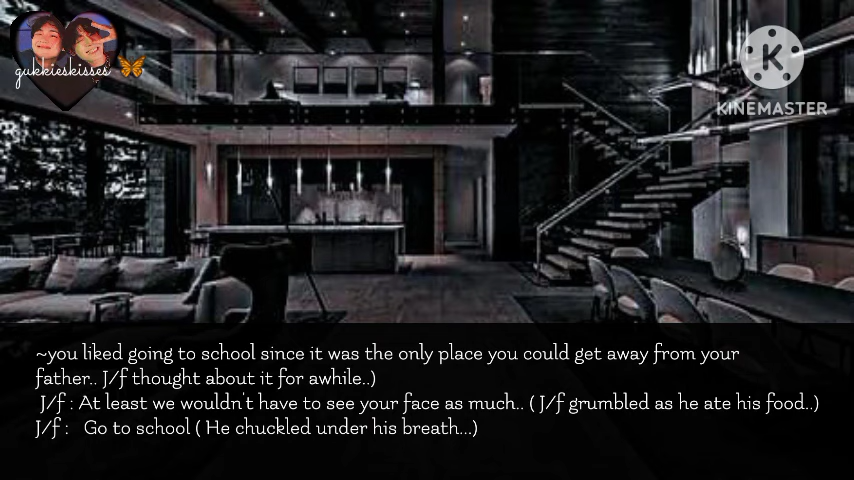 gukkieskisses
KINEMASTER
~you liked going to school since it was the only place you could get away from your
father.. J/f thought about it for awhile..)
J/f : At least we wouldn't have to see your face as much.. ( J/f grumbled as he ate his food..)
J/f : Go to school ( He chuckled under his breath...)